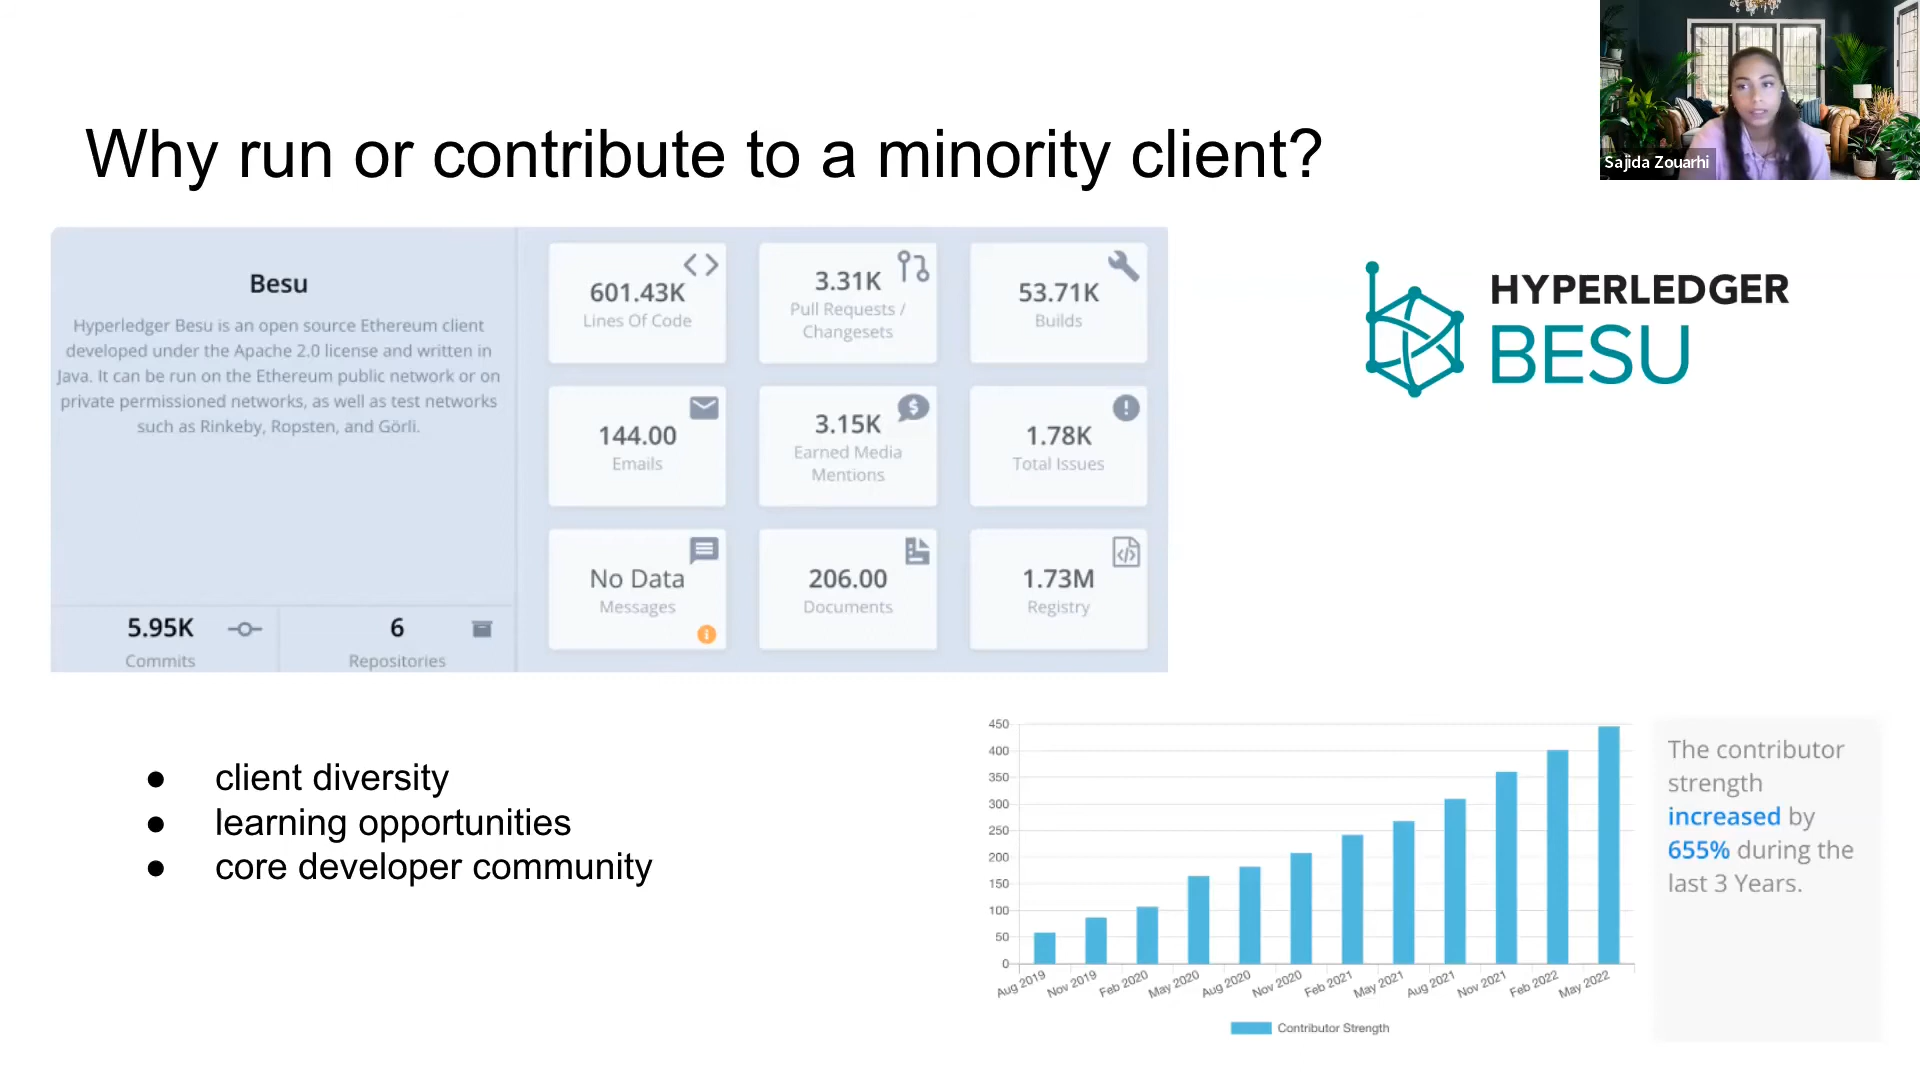 Why run or contribute to a minority client?
Sajida Zouarhi
Besu
Hyperledger Besu is an open source Ethereum client
developed under the Apache 2.0 license and written in
Java. It can be run on the Ethereum public network or on
private permissioned networks, as well as test networks
such as Rinkeby, Ropsten, and Görli.
5.95K
Commits
6
Repositories
601.43K
Lines Of Code
3.31K
Pull Requests /
Changesets
53.71K
Builds
144.00
Emails
3.15K
Earned Media
Mentions
1.78K
Total Issues
No Data
Messages
206.00
Documents
1.73M
Registry
HYPERLEDGER
BESU
● client diversity
● learning opportunities
● core developer community
450
400
350
300
250
200
150
100
50
0
Aug 2019
Nov 2019
Feb 2020
May 2020
Aug 2020
Nov 2020
Feb 2021
May 2021
Aug 2021
Nov 2021
Feb 2022
May 2022
Contributor Strength
The contributor
strength
increased by
655% during the
last 3 Years.